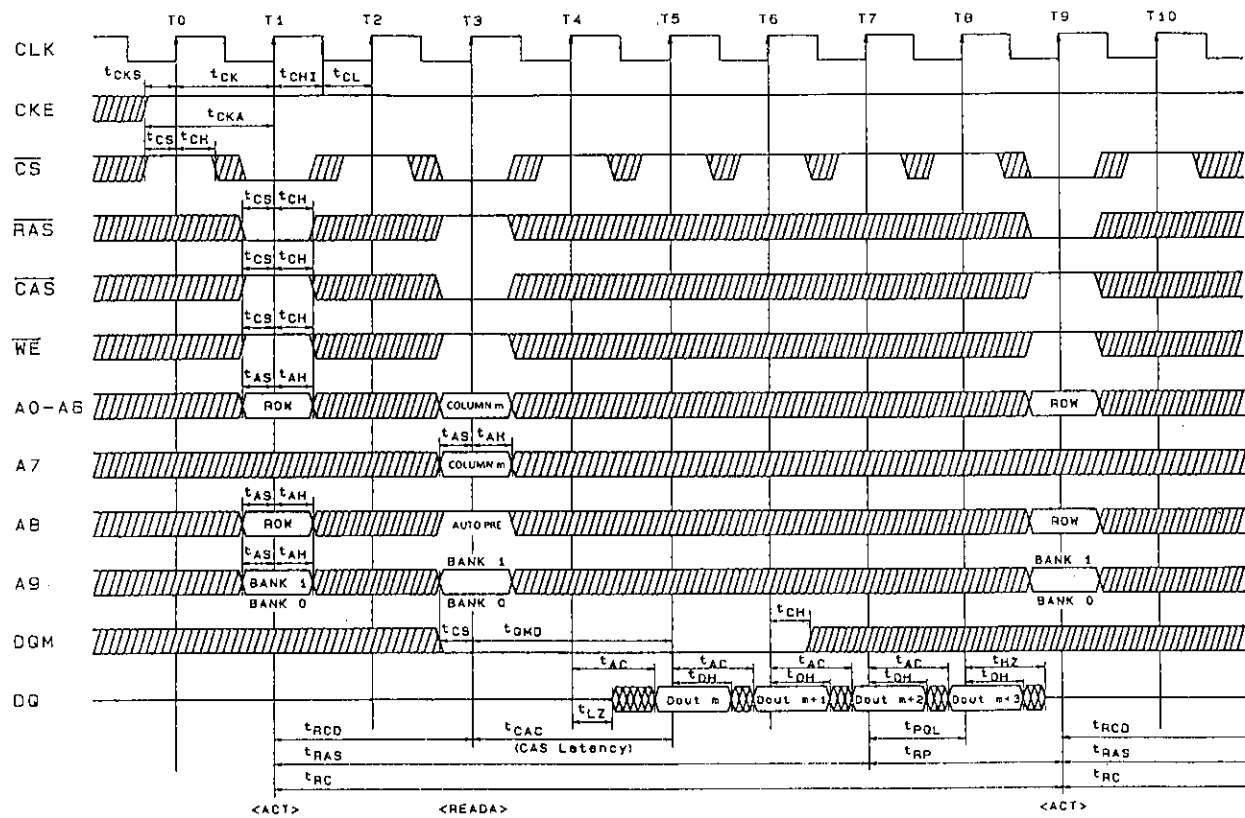 T0 T1 T2 T3 T4 T5 T6 T7 T8 T9 T10
CLK
tCKS tCK tCHI tCL
CKE
tCKA
tCS tCH
CS
tCS tCH
RAS
tCS tCH
CAS
tCS tCH
WE
tAS tAH
A0-A6 ROW COLUMN m ROW
tAS tAH
A7 COLUMN m
tAS tAH
A8 ROW AUTO PRE ROW
tAS tAH BANK 1 BANK 1
A9 BANK 1
BANK 0 BANK 0 BANK 0
tCH
DQM tCS tQMD
tAC tAC tAC tAC tHZ
tOH tOH tOH tOH
DQ Dout m Dout m+1 Dout m+2 Dout m+3
tLZ
tRCD tCAC tPQL tRCD
(CAS Latency)
tRAS tRP tRAS
tRC tRC
<ACT> <READA> <ACT>